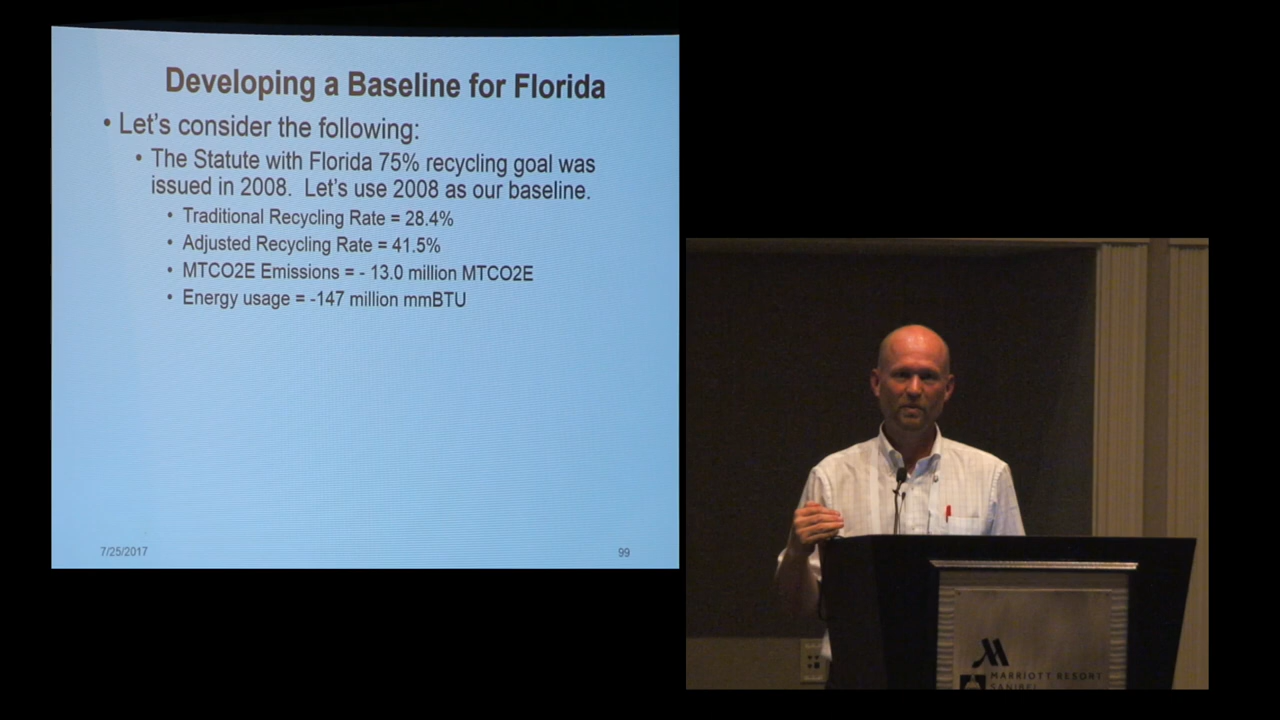 Developing a Baseline for Florida
• Let's consider the following:
• The Statute with Florida 75% recycling goal was
issued in 2008. Let's use 2008 as our baseline.
• Traditional Recycling Rate = 28.4%
• Adjusted Recycling Rate = 41.5%
• MTCO2E Emissions = - 13.0 million MTCO2E
• Energy usage = -147 million mmBTU
7/25/2017
99
MARRIOTT RESORT
SANIBEL